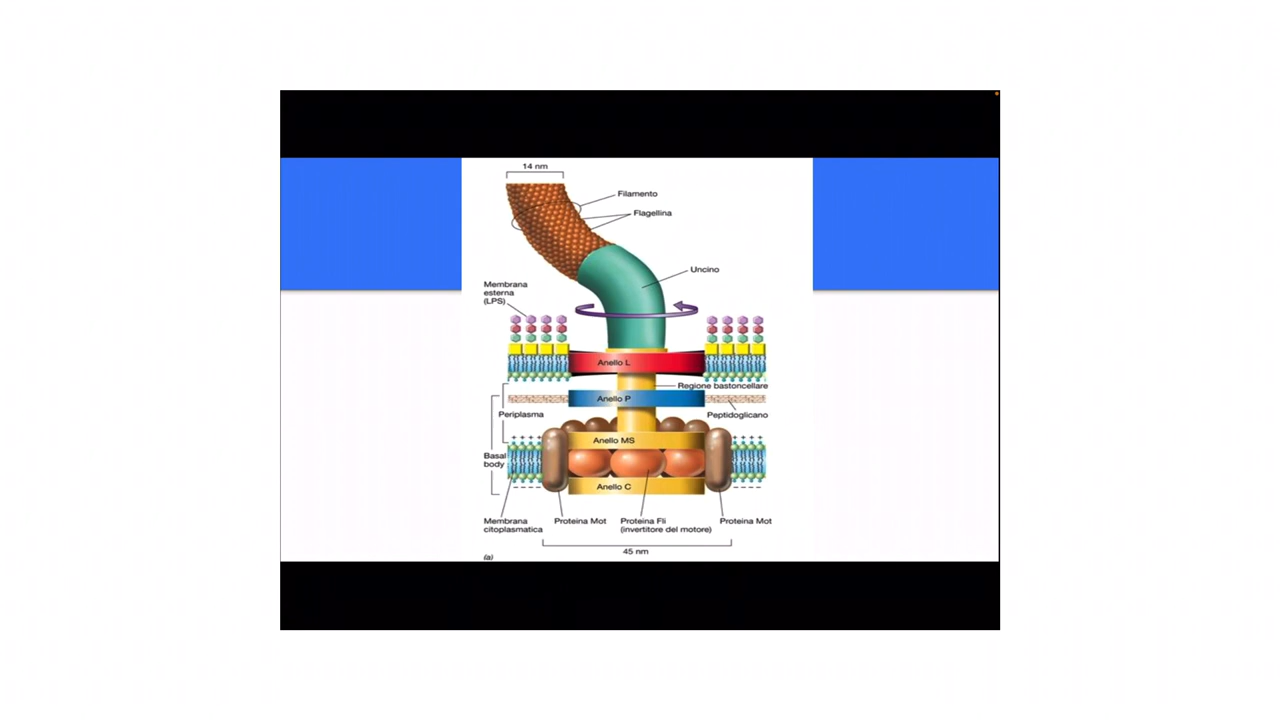 14 nm
Filamento
Flagellina
Uncino
Membrana
esterna
(LPS)
Anello L
Regione bastoncellare
Anello P
Periplasma
Peptidoglicano
Anello MS
Basal
body
Anello C
Membrana
citoplasmatica
Proteina Mot
Proteina Fli
(invertitore del motore)
Proteina Mot
45 nm
(a)